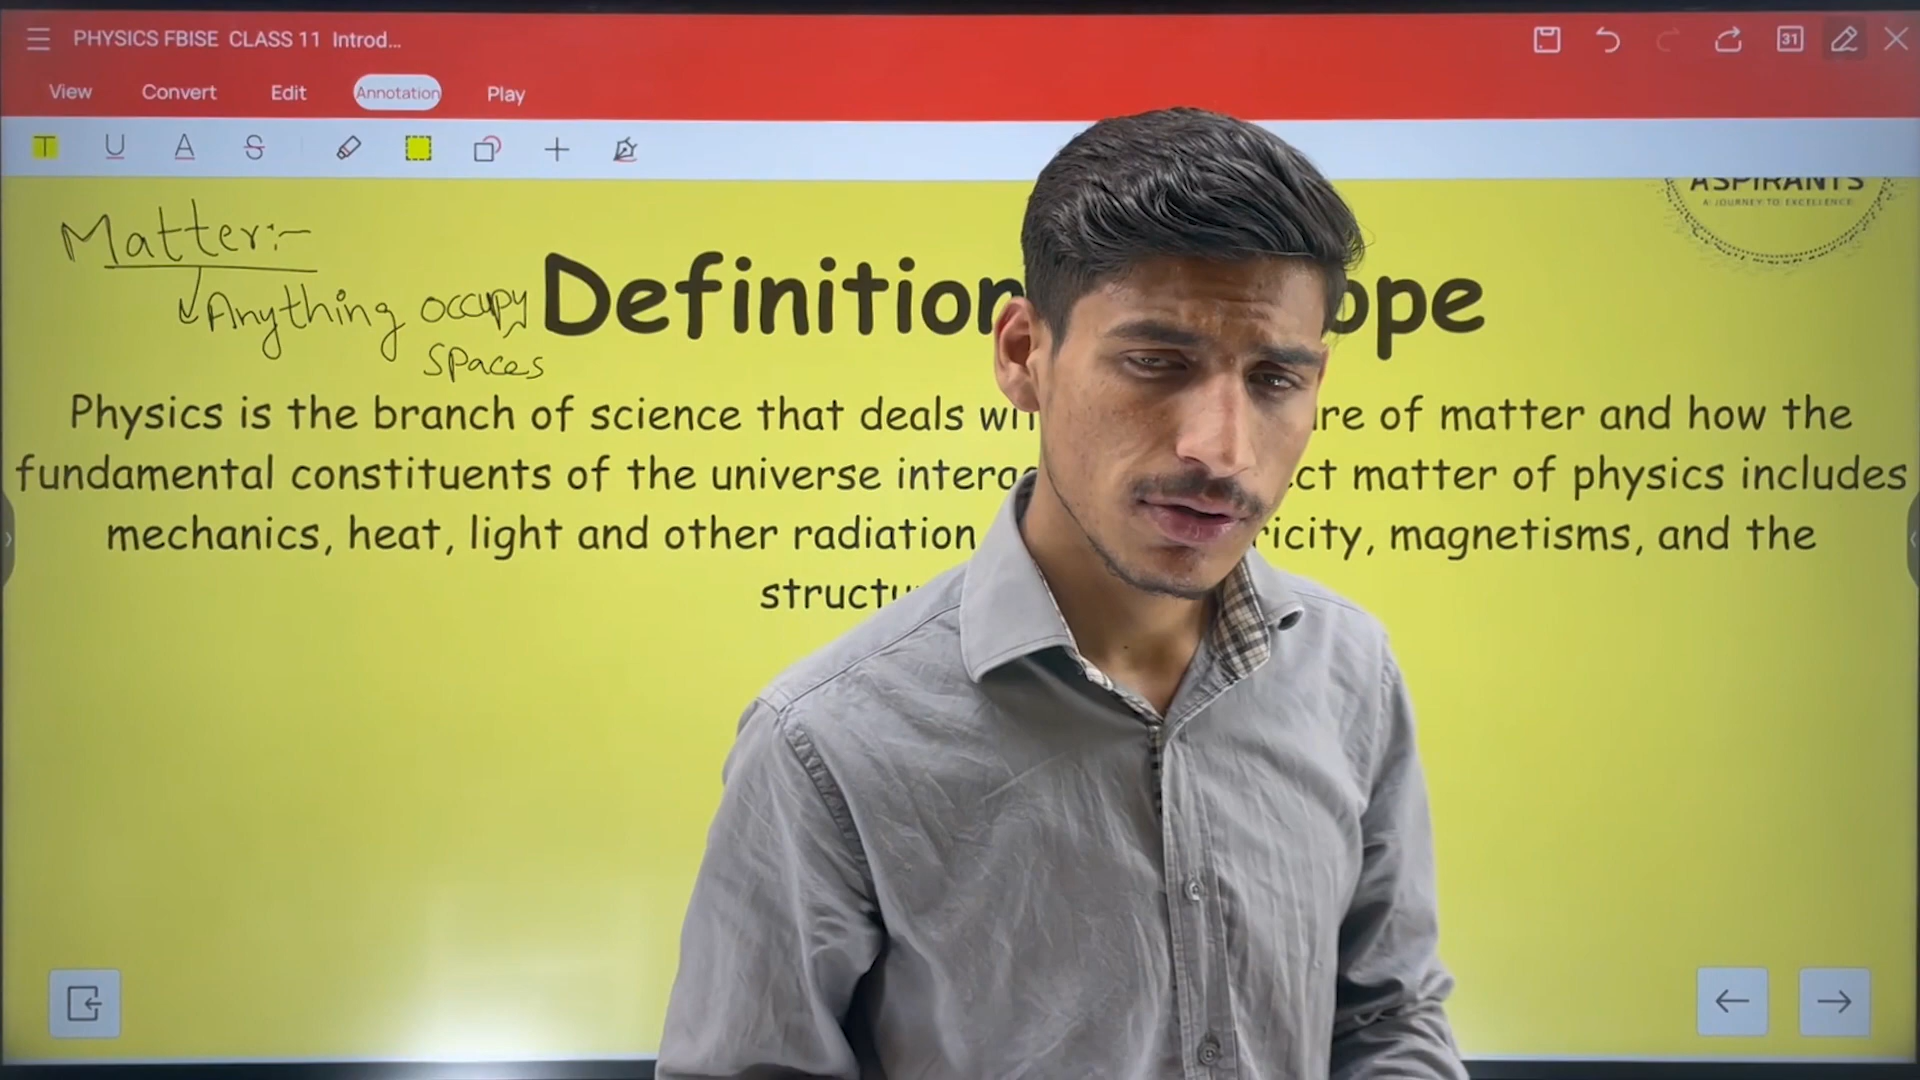 PHYSICS FBISE CLASS 11 Introd...
31
View Convert Edit Annotation Play
T U A S
ASPIRANTS
A JOURNEY TO EXCELLENCE
Matter:-
Anything occupy
spaces
Definition ope
Physics is the branch of science that deals re of matter and how the
fundamental constituents of the universe interac ct matter of physics includes
mechanics, heat, light and other radiation ricity, magnetisms, and the
struct